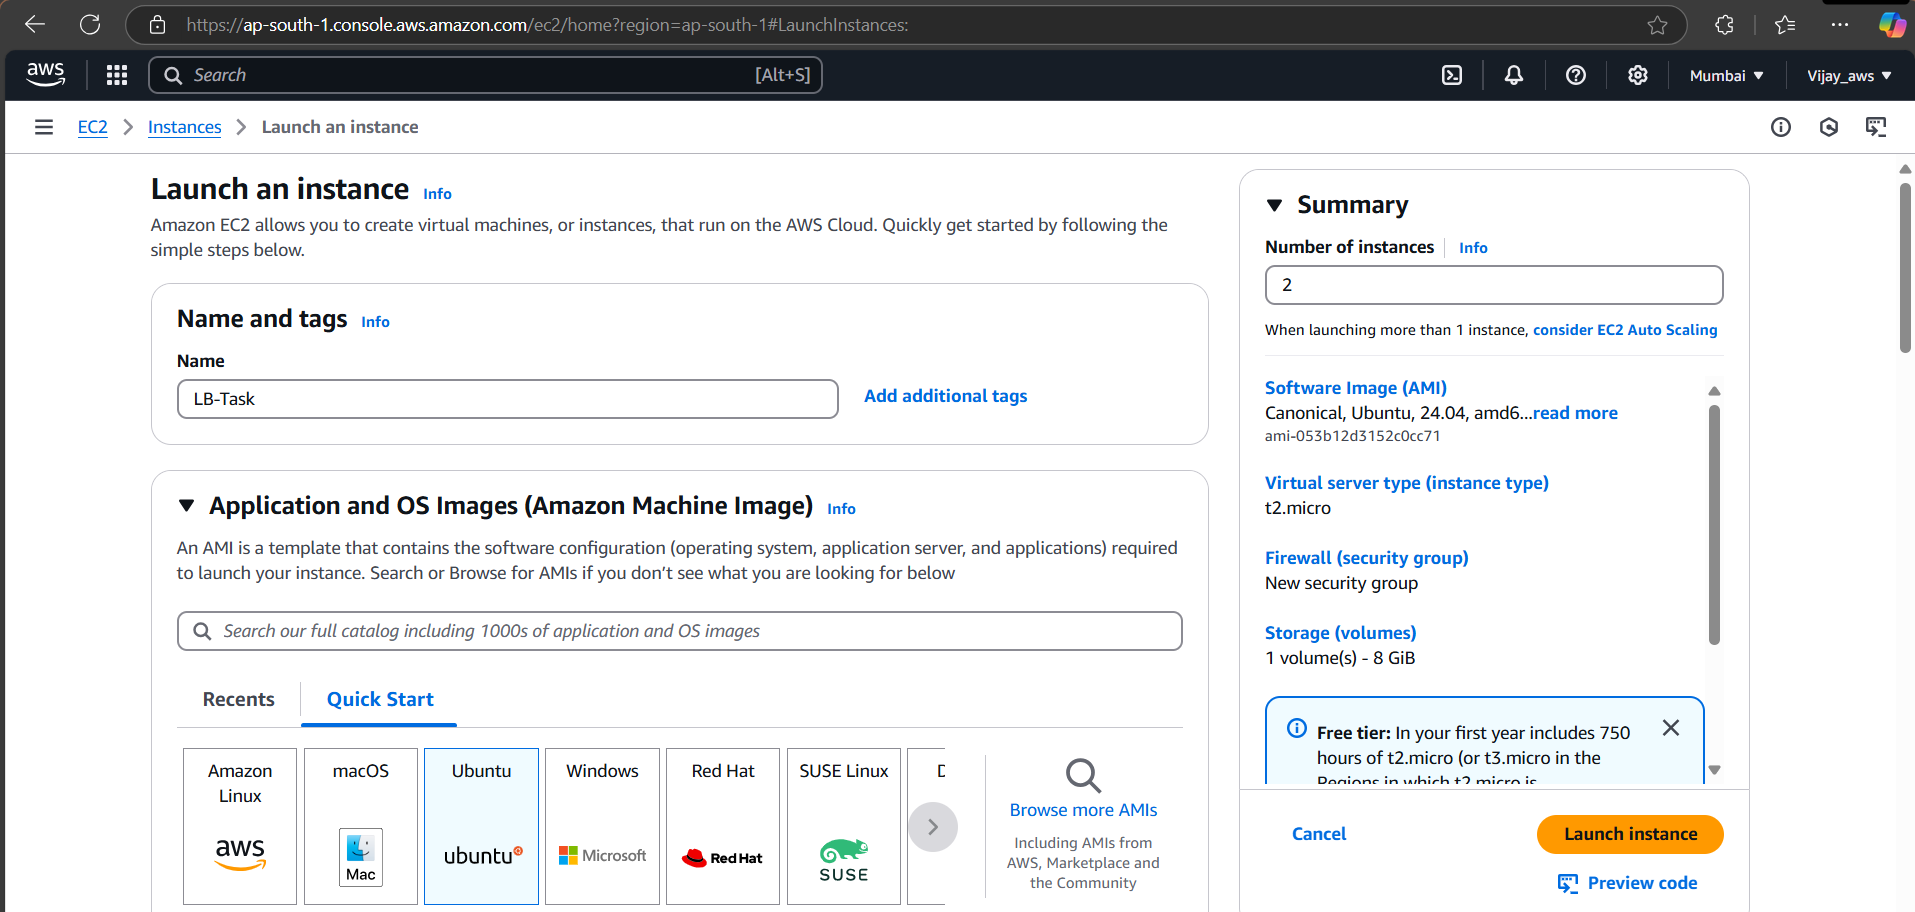 https://ap-south-1.console.aws.amazon.com/ec2/home?region=ap-south-1#LaunchInstances:
aws
Search
[Alt+S]
Mumbai
Vijay_aws
EC2
Instances
Launch an instance
Launch an instance Info
Amazon EC2 allows you to create virtual machines, or instances, that run on the AWS Cloud. Quickly get started by following the
simple steps below.
Name and tags Info
Name
LB-Task
Add additional tags
Application and OS Images (Amazon Machine Image) Info
An AMI is a template that contains the software configuration (operating system, application server, and applications) required
to launch your instance. Search or Browse for AMIs if you don’t see what you are looking for below
Search our full catalog including 1000s of application and OS images
Recents
Quick Start
Amazon
Linux
aws
macOS
Mac
Ubuntu
ubuntu
Windows
Microsoft
Red Hat
Red Hat
SUSE Linux
SUSE
D
Browse more AMIs
Including AMIs from
AWS, Marketplace and
the Community
Summary
Number of instances Info
2
When launching more than 1 instance, consider EC2 Auto Scaling
Software Image (AMI)
Canonical, Ubuntu, 24.04, amd6...read more
ami-053b12d3152c0cc71
Virtual server type (instance type)
t2.micro
Firewall (security group)
New security group
Storage (volumes)
1 volume(s) - 8 GiB
Free tier: In your first year includes 750
hours of t2.micro (or t3.micro in the
Regions in which t2.micro is
Cancel
Launch instance
Preview code